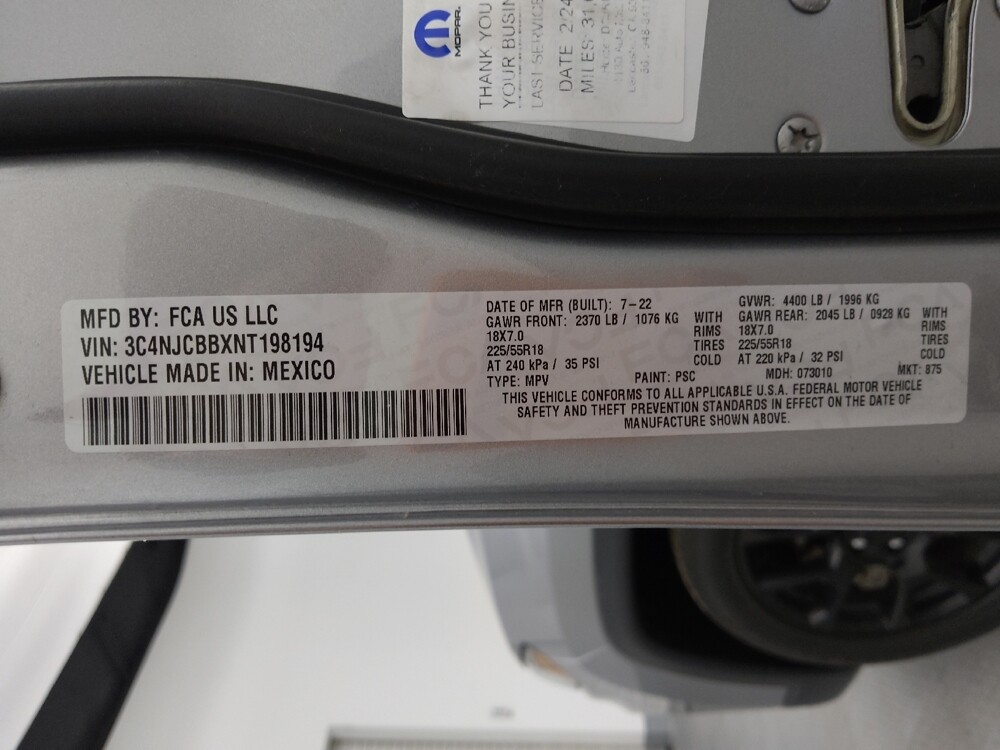 MOPAR.
THANK YOU
YOUR BUSIN
LAST SERVICE
DATE 2/24
MFD BY: FCA US LLC
VIN: 3C4NJCBBXNT198194
VEHICLE MADE IN: MEXICO
DATE OF MFR (BUILT): 7-22
GAWR FRONT: 2370 LB / 1076 KG WITH
18X7.0 RIMS
225/55R18 TIRES
AT 240 kPa / 35 PSI COLD
TYPE: MPV PAINT: PSC
GVWR: 4400 LB / 1996 KG
GAWR REAR: 2045 LB / 0928 KG WITH
18X7.0 RIMS
225/55R18 TIRES
AT 220 kPa / 32 PSI COLD
MDH: 073010 MKT: 875
THIS VEHICLE CONFORMS TO ALL APPLICABLE U.S.A. FEDERAL MOTOR VEHICLE
SAFETY AND THEFT PREVENTION STANDARDS IN EFFECT ON THE DATE OF
MANUFACTURE SHOWN ABOVE.